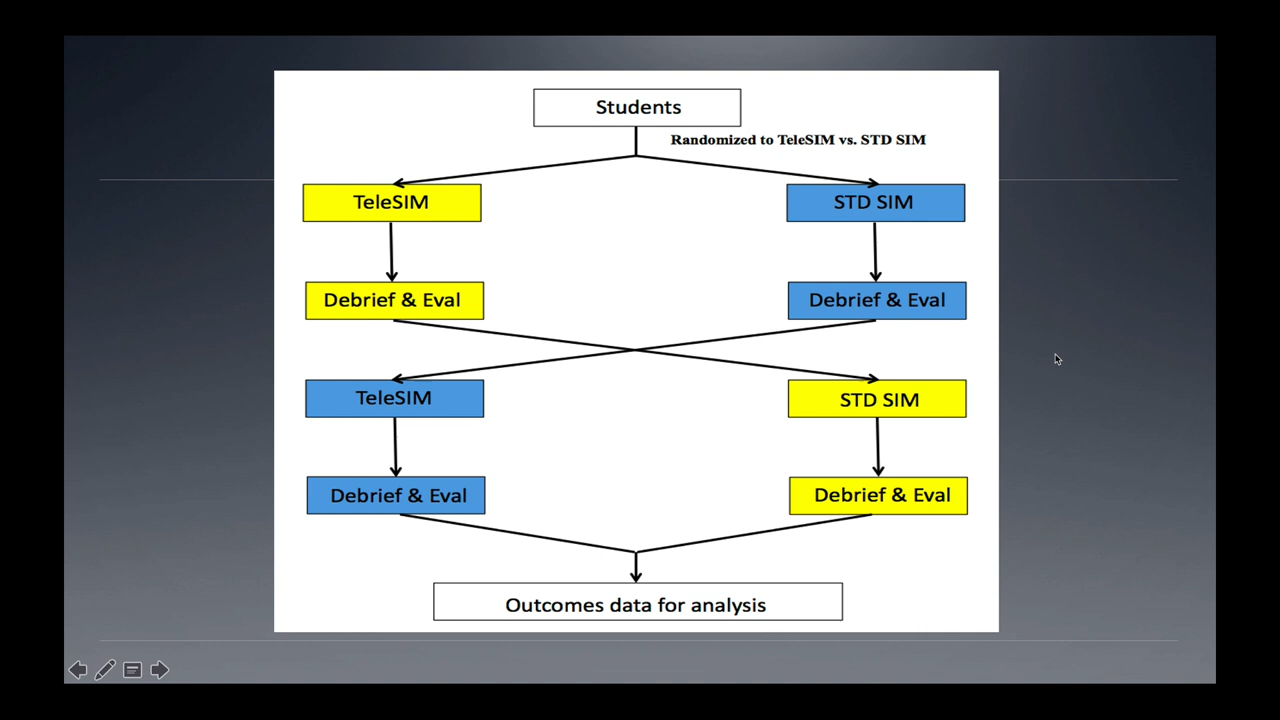 Students
Randomized to TeleSIM vs. STD SIM
TeleSIM
STD SIM
Debrief & Eval
Debrief & Eval
TeleSIM
STD SIM
Debrief & Eval
Debrief & Eval
Outcomes data for analysis